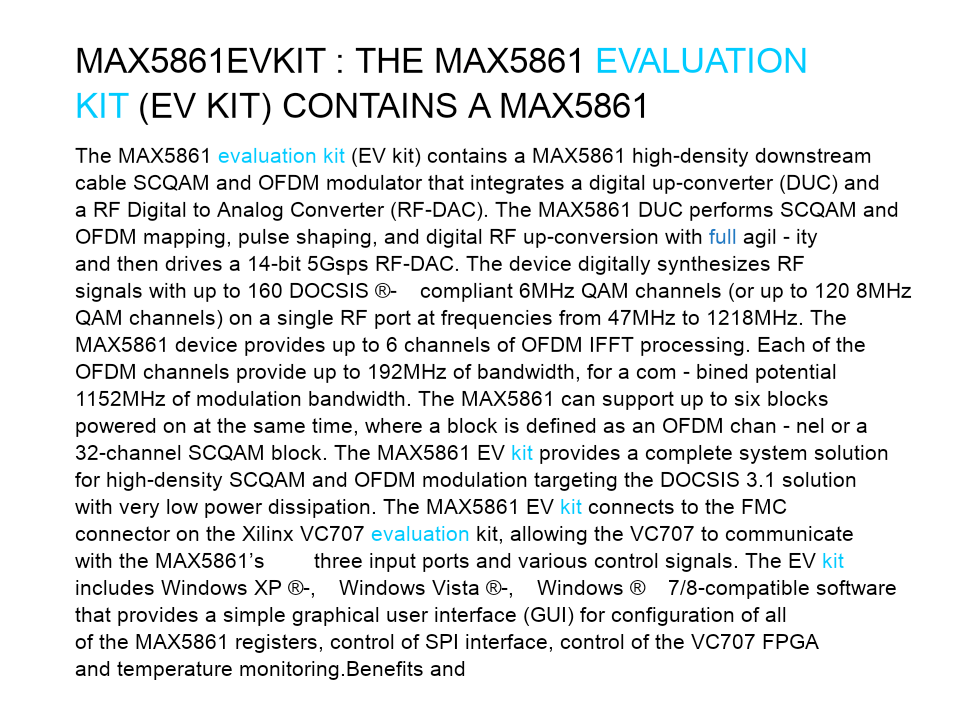 MAX5861EVKIT : THE MAX5861 EVALUATION
KIT (EV KIT) CONTAINS A MAX5861
The MAX5861 evaluation kit (EV kit) contains a MAX5861 high-density downstream
cable SCQAM and OFDM modulator that integrates a digital up-converter (DUC) and
a RF Digital to Analog Converter (RF-DAC). The MAX5861 DUC performs SCQAM and
OFDM mapping, pulse shaping, and digital RF up-conversion with full agil - ity
and then drives a 14-bit 5Gsps RF-DAC. The device digitally synthesizes RF
signals with up to 160 DOCSIS ®- compliant 6MHz QAM channels (or up to 120 8MHz
QAM channels) on a single RF port at frequencies from 47MHz to 1218MHz. The
MAX5861 device provides up to 6 channels of OFDM IFFT processing. Each of the
OFDM channels provide up to 192MHz of bandwidth, for a com - bined potential
1152MHz of modulation bandwidth. The MAX5861 can support up to six blocks
powered on at the same time, where a block is defined as an OFDM chan - nel or a
32-channel SCQAM block. The MAX5861 EV kit provides a complete system solution
for high-density SCQAM and OFDM modulation targeting the DOCSIS 3.1 solution
with very low power dissipation. The MAX5861 EV kit connects to the FMC
connector on the Xilinx VC707 evaluation kit, allowing the VC707 to communicate
with the MAX5861’s three input ports and various control signals. The EV kit
includes Windows XP ®-, Windows Vista ®-, Windows ® 7/8-compatible software
that provides a simple graphical user interface (GUI) for configuration of all
of the MAX5861 registers, control of SPI interface, control of the VC707 FPGA
and temperature monitoring.Benefits and